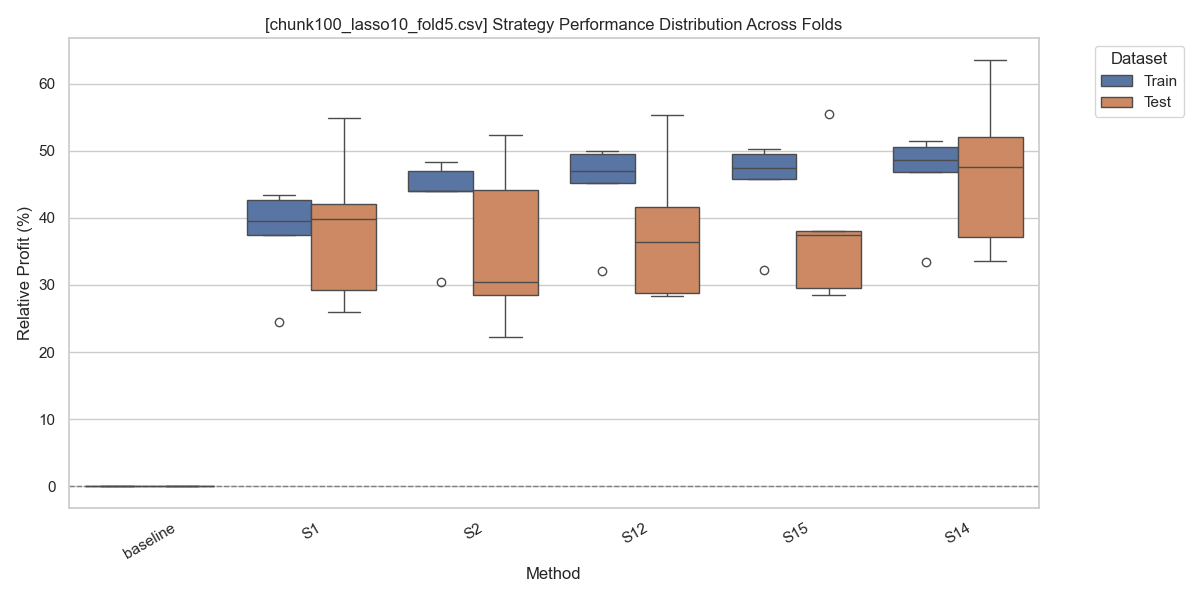 [chunk100_lasso10_fold5.csv] Strategy Performance Distribution Across Folds
Dataset
Train
Test
Relative Profit (%)
60
50
40
30
20
10
0
baseline
S1
S2
S12
S15
S14
Method